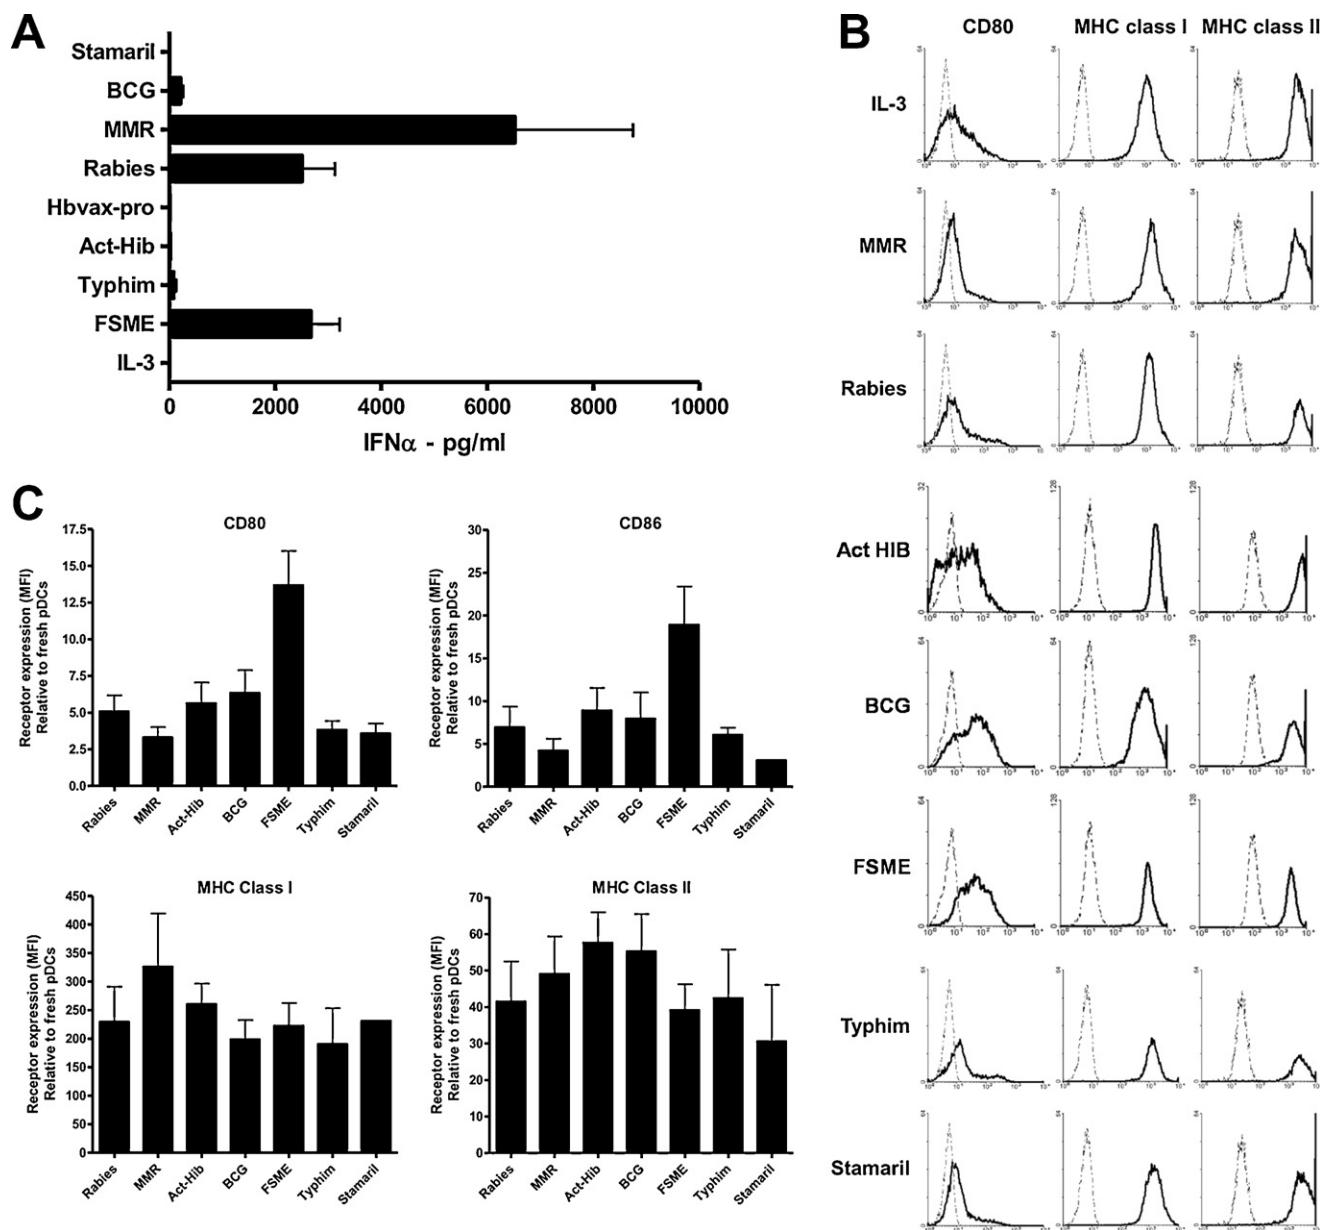 A
Stamaril
BCG
MMR
Rabies
Hbvax-pro
Act-Hib
Typhim
FSME
IL-3
0 2000 4000 6000 8000 10000
IFNα - pg/ml
B
CD80 MHC class I MHC class II
IL-3
MMR
Rabies
Act HIB
BCG
FSME
Typhim
Stamaril
C
CD80
Receptor expression (MFI)
Relative to fresh pDCs
17.5
15.0
12.5
10.0
7.5
5.0
2.5
0.0
Rabies MMR Act-Hib BCG FSME Typhim Stamaril
CD86
Receptor expression (MFI)
Relative to fresh pDCs
30
25
20
15
10
5
0
Rabies MMR Act-Hib BCG FSME Typhim Stamaril
MHC Class I
Receptor expression (MFI)
Relative to fresh pDCs
450
400
350
300
250
200
150
100
50
0
Rabies MMR Act-Hib BCG FSME Typhim Stamaril
MHC Class II
Receptor expression (MFI)
Relative to fresh pDCs
70
60
50
40
30
20
10
0
Rabies MMR Act-Hib BCG FSME Typhim Stamaril